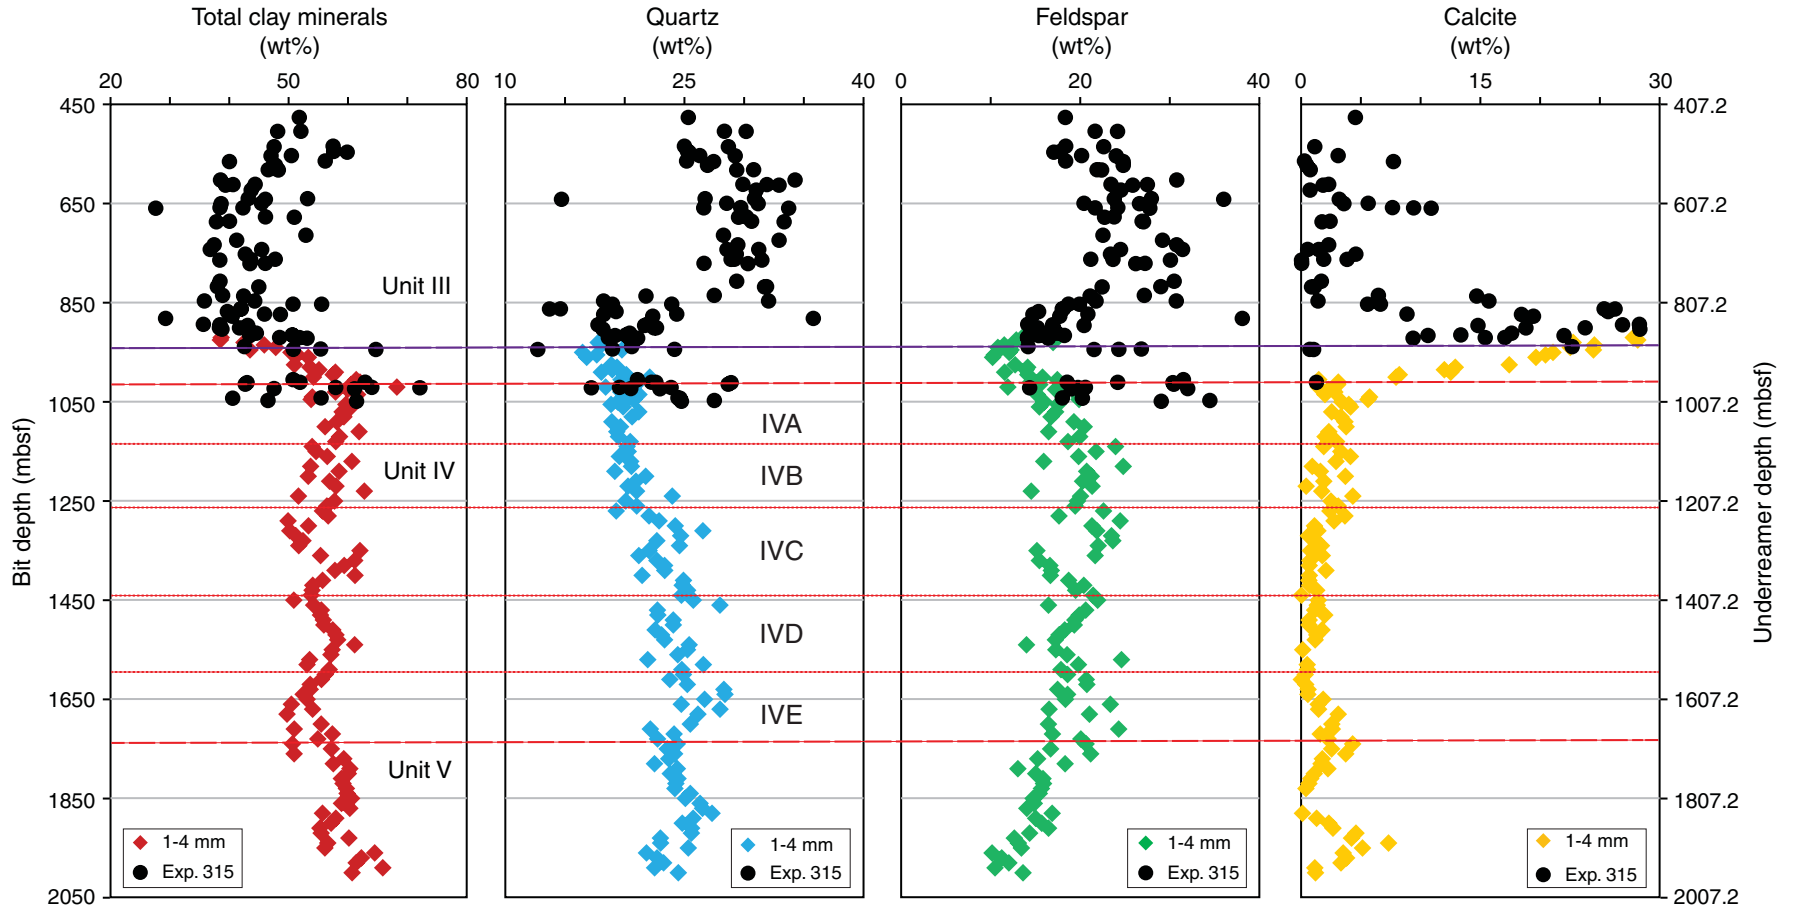 Total clay minerals
(wt%)
Quartz
(wt%)
Feldspar
(wt%)
Calcite
(wt%)
20 50 80 10 25 40 0 20 40 0 15 30
450 407.2
650 607.2
850 807.2
1050 1007.2
1250 1207.2
1450 1407.2
1650 1607.2
1850 1807.2
2050 2007.2
Bit depth (mbsf)
Underreamer depth (mbsf)
Unit III
Unit IV
Unit V
IVA
IVB
IVC
IVD
IVE
1-4 mm
Exp. 315
1-4 mm
Exp. 315
1-4 mm
Exp. 315
1-4 mm
Exp. 315